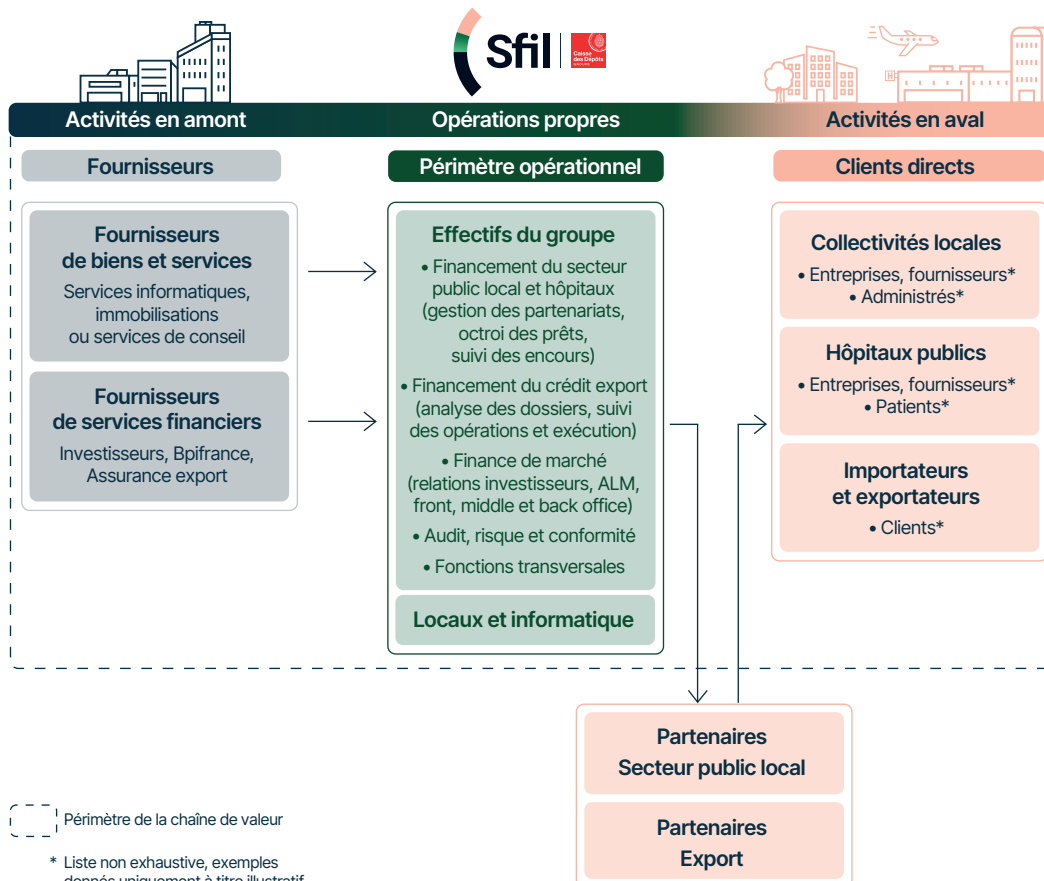 Sfil
Caisse
des Dépôts
GROUPE
H
Activités en amont
Opérations propres
Activités en aval
Fournisseurs
Périmètre opérationnel
Clients directs
Fournisseurs
de biens et services
Services informatiques,
immobilisations
ou services de conseil
Fournisseurs
de services financiers
Investisseurs, Bpifrance,
Assurance export
Effectifs du groupe
• Financement du secteur
public local et hôpitaux
(gestion des partenariats,
octroi des prêts,
suivi des encours)
• Financement du crédit export
(analyse des dossiers, suivi
des opérations et exécution)
• Finance de marché
(relations investisseurs, ALM,
front, middle et back office)
• Audit, risque et conformité
• Fonctions transversales
Locaux et informatique
Collectivités locales
• Entreprises, fournisseurs*
• Administrés*
Hôpitaux publics
• Entreprises, fournisseurs*
• Patients*
Importateurs
et exportateurs
• Clients*
Partenaires
Secteur public local
Partenaires
Export
Périmètre de la chaîne de valeur
* Liste non exhaustive, exemples
donnés uniquement à titre illustratif